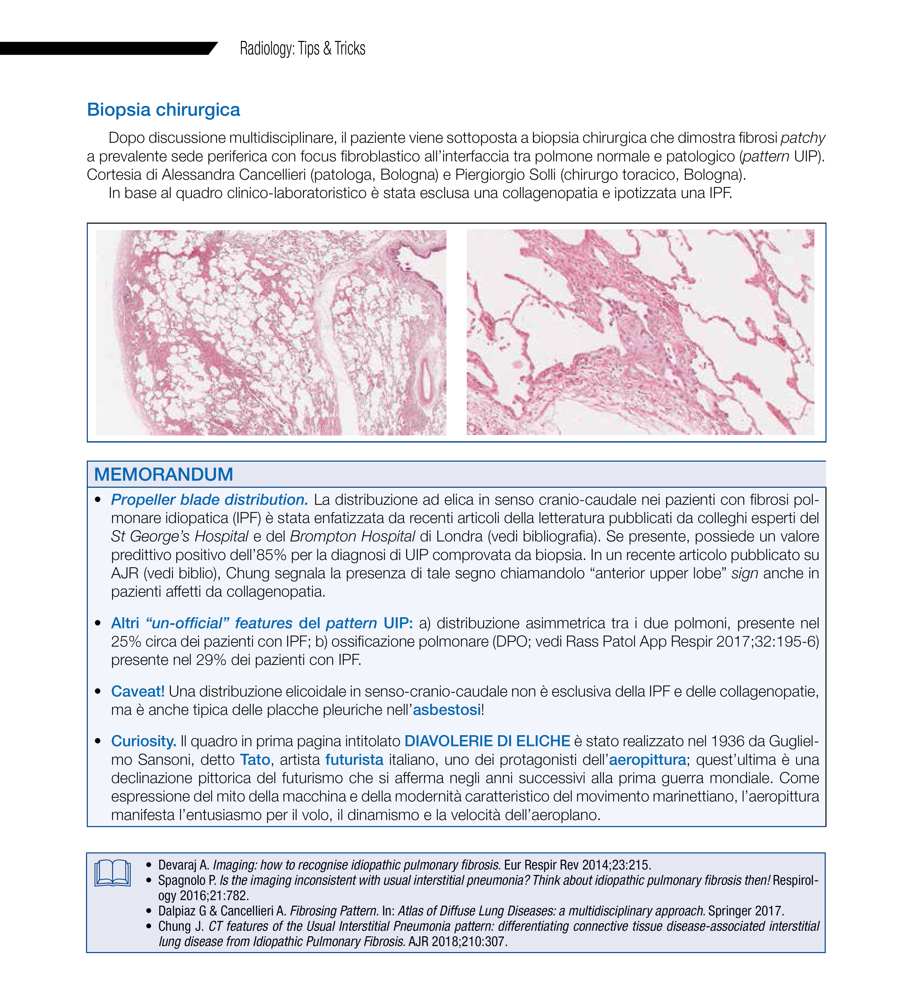 Radiology: Tips & Tricks
Biopsia chirurgica
Dopo discussione multidisciplinare, il paziente viene sottoposta a biopsia chirurgica che dimostra fibrosi patchy
a prevalente sede periferica con focus fibroblastico all’interfaccia tra polmone normale e patologico (pattern UIP).
Cortesia di Alessandra Cancellieri (patologa, Bologna) e Piergiorgio Solli (chirurgo toracico, Bologna).
In base al quadro clinico-laboratoristico è stata esclusa una collagenopatia e ipotizzata una IPF.
MEMORANDUM
• Propeller blade distribution. La distribuzione ad elica in senso cranio-caudale nei pazienti con fibrosi pol-
monare idiopatica (IPF) è stata enfatizzata da recenti articoli della letteratura pubblicati da colleghi esperti del
St George’s Hospital e del Brompton Hospital di Londra (vedi bibliografia). Se presente, possiede un valore
predittivo positivo dell’85% per la diagnosi di UIP comprovata da biopsia. In un recente articolo pubblicato su
AJR (vedi biblio), Chung segnala la presenza di tale segno chiamandolo “anterior upper lobe” sign anche in
pazienti affetti da collagenopatia.
• Altri “un-official” features del pattern UIP: a) distribuzione asimmetrica tra i due polmoni, presente nel
25% circa dei pazienti con IPF; b) ossificazione polmonare (DPO; vedi Rass Patol App Respir 2017;32:195-6)
presente nel 29% dei pazienti con IPF.
• Caveat! Una distribuzione elicoidale in senso-cranio-caudale non è esclusiva della IPF e delle collagenopatie,
ma è anche tipica delle placche pleuriche nell’asbestosi!
• Curiosity. Il quadro in prima pagina intitolato DIAVOLERIE DI ELICHE è stato realizzato nel 1936 da Gugliel-
mo Sansoni, detto Tato, artista futurista italiano, uno dei protagonisti dell’aeropittura; quest’ultima è una
declinazione pittorica del futurismo che si afferma negli anni successivi alla prima guerra mondiale. Come
espressione del mito della macchina e della modernità caratteristico del movimento marinettiano, l’aeropittura
manifesta l’entusiasmo per il volo, il dinamismo e la velocità dell’aeroplano.
• Devaraj A. Imaging: how to recognise idiopathic pulmonary fibrosis. Eur Respir Rev 2014;23:215.
• Spagnolo P. Is the imaging inconsistent with usual interstitial pneumonia? Think about idiopathic pulmonary fibrosis then! Respirol-
ogy 2016;21:782.
• Dalpiaz G & Cancellieri A. Fibrosing Pattern. In: Atlas of Diffuse Lung Diseases: a multidisciplinary approach. Springer 2017.
• Chung J. CT features of the Usual Interstitial Pneumonia pattern: differentiating connective tissue disease-associated interstitial
lung disease from Idiopathic Pulmonary Fibrosis. AJR 2018;210:307.